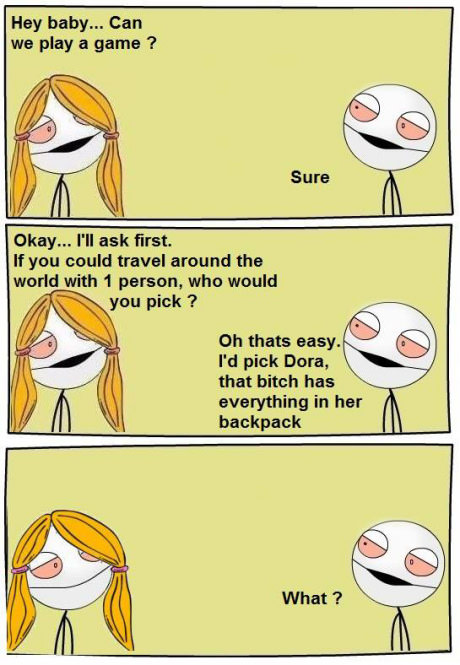 Hey baby... Can
we play a game ?
Sure
Okay... I'll ask first.
If you could travel around the
world with 1 person, who would
you pick ?
Oh thats easy.
I'd pick Dora,
that bitch has
everything in her
backpack
What ?